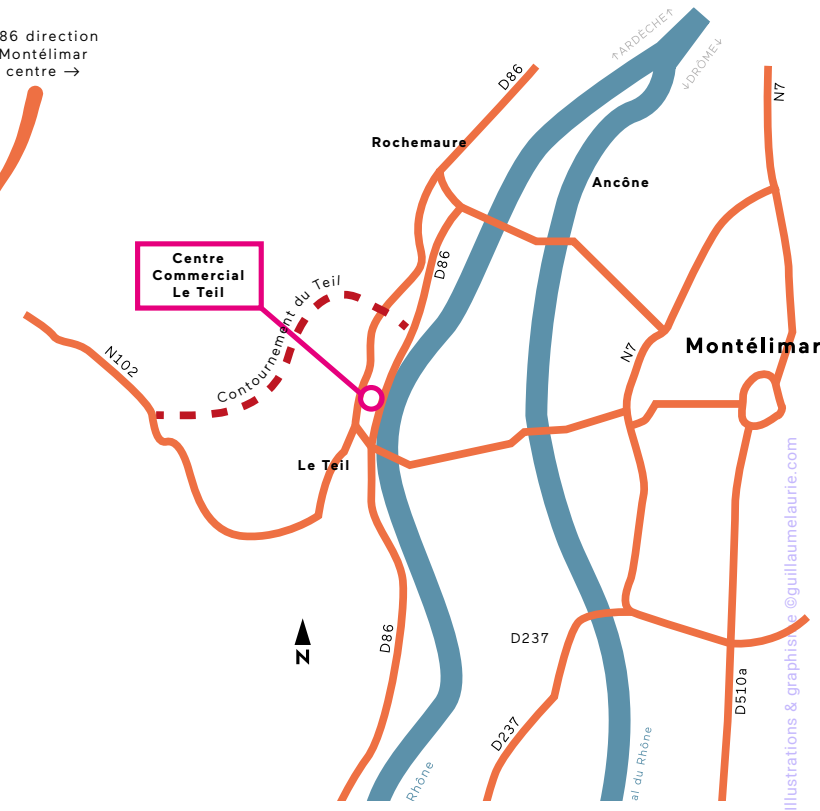 86 direction
Montélimar
centre →
↑ARDÈCHE↑
↓DRÔME↓
D86
N7
Rochemaure
Ancône
Centre
Commercial
Le Teil
D86
Contournement du Teil
N102
N7
Montélimar
Le Teil
D86
N
D237
D237
D510a
Rhône
al du Rhône
illustrations & graphisme ©guillaumelaurie.com